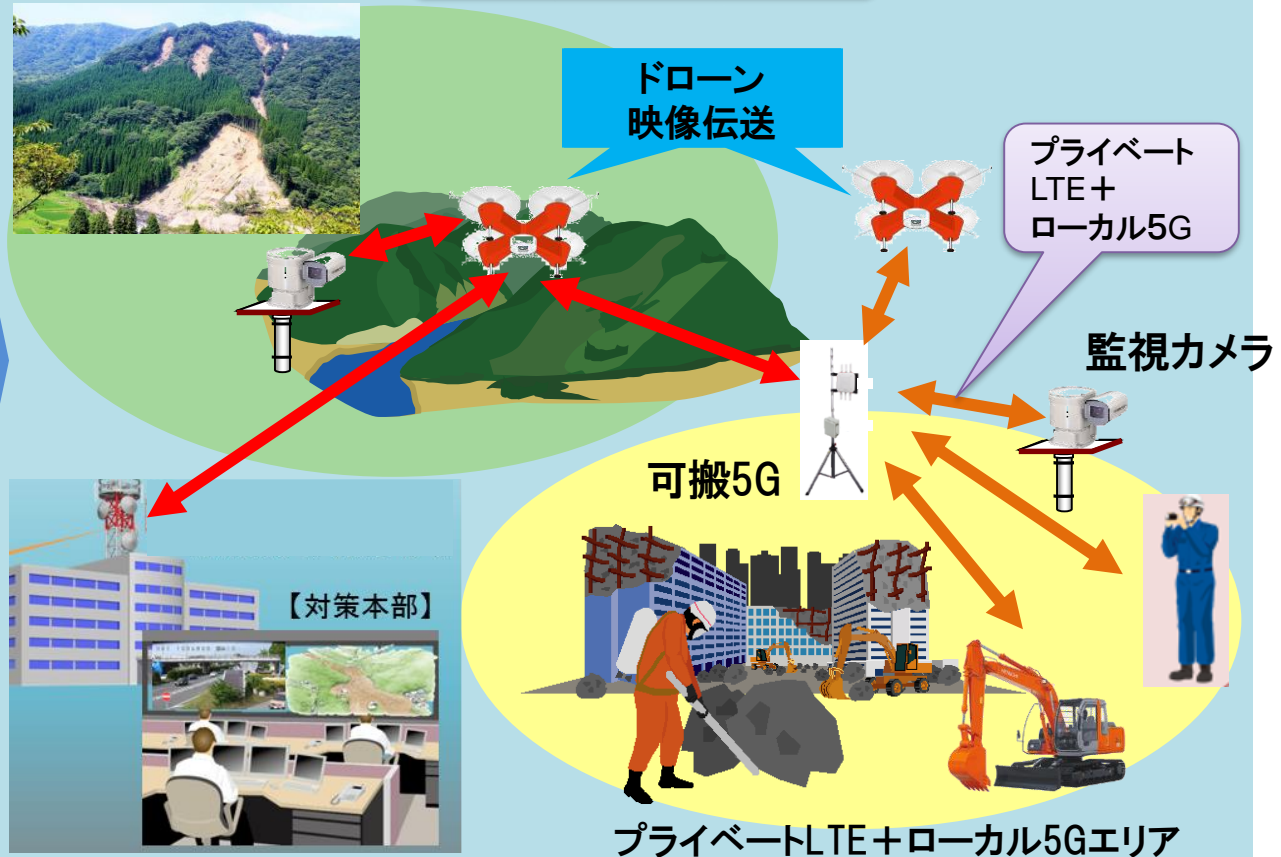 ドローン
映像伝送
プライベート
LTE＋
ローカル5G
監視カメラ
可搬5G
【対策本部】
プライベートLTE＋ローカル5Gエリア